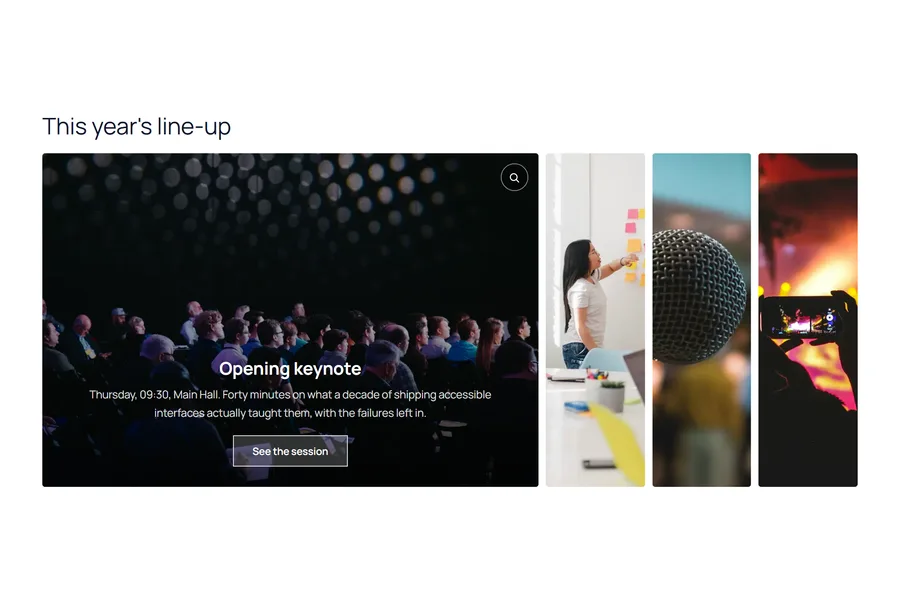 This year's line-up
Opening keynote
Thursday, 09:30, Main Hall. Forty minutes on what a decade of shipping accessible
interfaces actually taught them, with the failures left in.
See the session